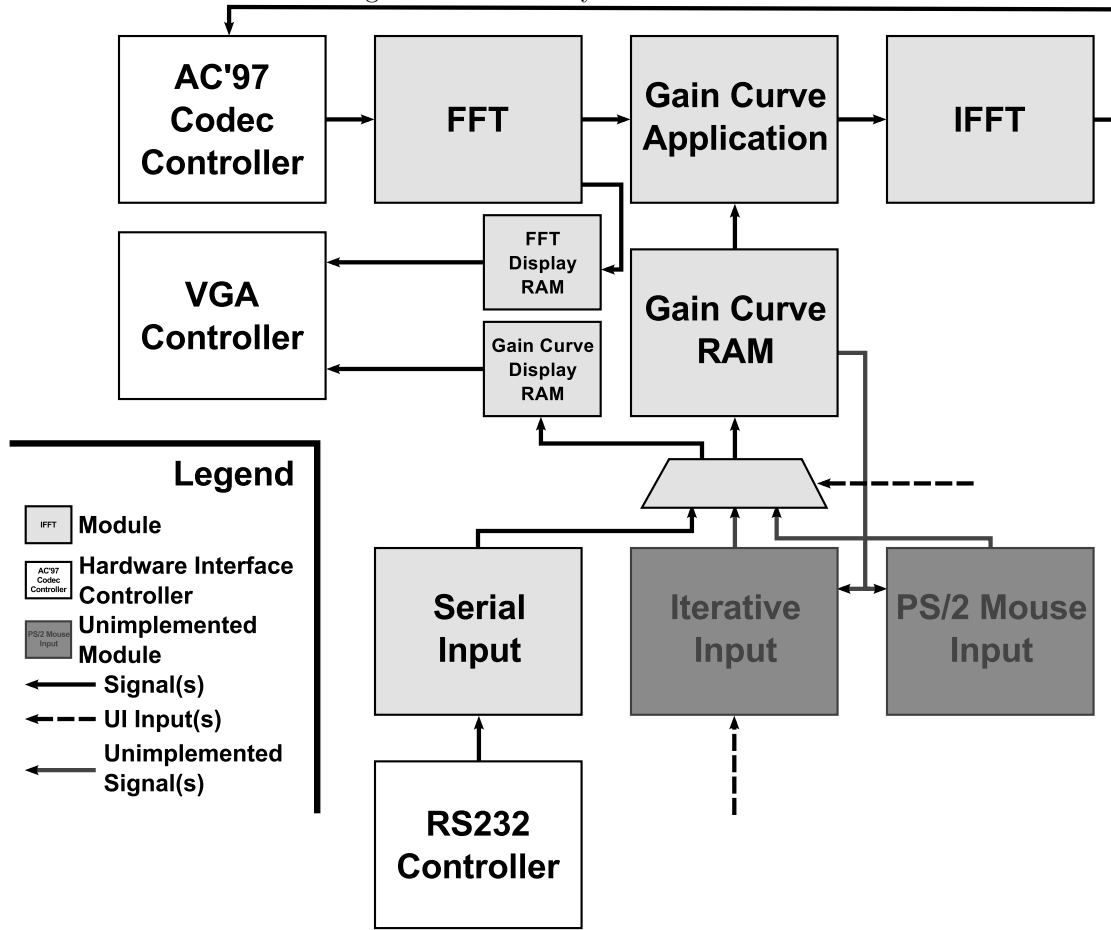 AC'97
Codec
Controller
FFT
Gain Curve
Application
IFFT
VGA
Controller
FFT
Display
RAM
Gain Curve
Display
RAM
Gain Curve
RAM
Legend
IFFT
Module
AC'97
Codec
Controller
Hardware Interface
Controller
PS/2 Mouse
Input
Unimplemented
Module
Signal(s)
UI Input(s)
Unimplemented
Signal(s)
Serial
Input
Iterative
Input
PS/2 Mouse
Input
RS232
Controller